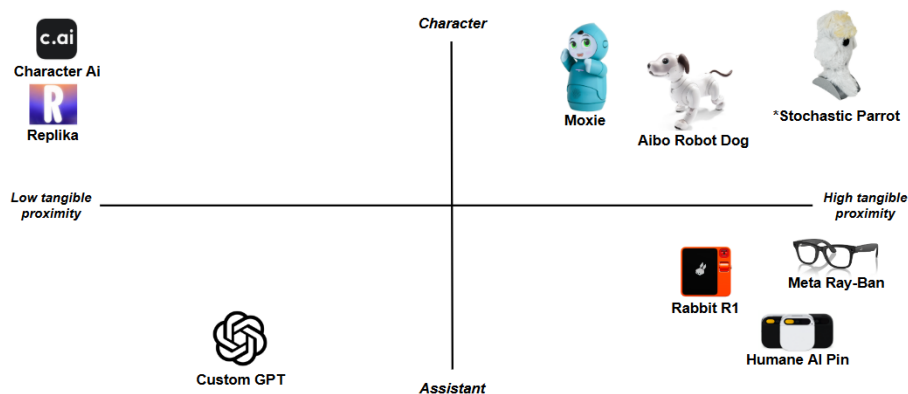 Character
c.ai
Character Ai
R
Replika
Moxie
Aibo Robot Dog
*Stochastic Parrot
Low tangible
proximity
High tangible
proximity
Rabbit R1
Meta Ray-Ban
Humane AI Pin
Custom GPT
Assistant